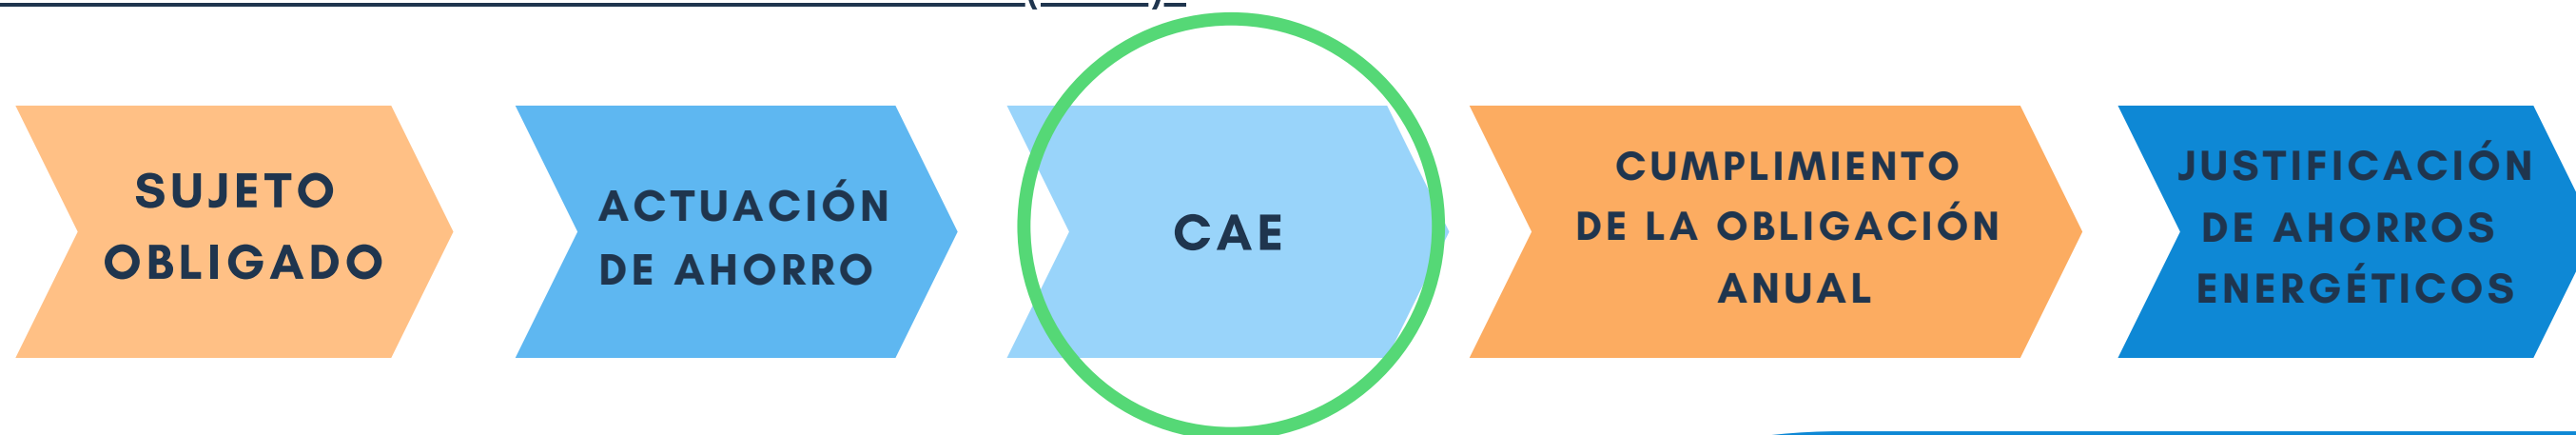 SUJETO
OBLIGADO
ACTUACIÓN
DE AHORRO
CAE
CUMPLIMIENTO
DE LA OBLIGACIÓN
ANUAL
JUSTIFICACIÓN
DE AHORROS
ENERGÉTICOS